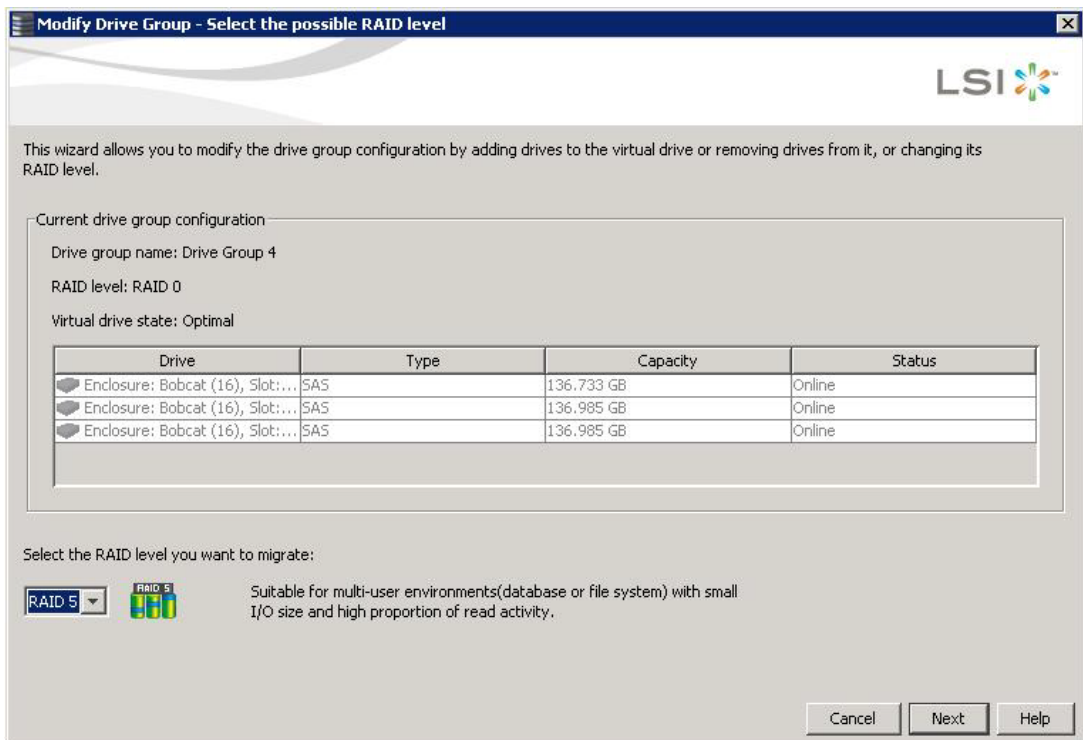 Modify Drive Group - Select the possible RAID level
LSI
This wizard allows you to modify the drive group configuration by adding drives to the virtual drive or removing drives from it, or changing its
RAID level.
Current drive group configuration
Drive group name: Drive Group 4
RAID level: RAID 0
Virtual drive state: Optimal
Drive Type Capacity Status
Enclosure: Bobcat (16), Slot:... SAS 136.733 GB Online
Enclosure: Bobcat (16), Slot:... SAS 136.985 GB Online
Enclosure: Bobcat (16), Slot:... SAS 136.985 GB Online
Select the RAID level you want to migrate:
RAID 5
RAID 5
Suitable for multi-user environments(database or file system) with small
I/O size and high proportion of read activity.
Cancel Next Help